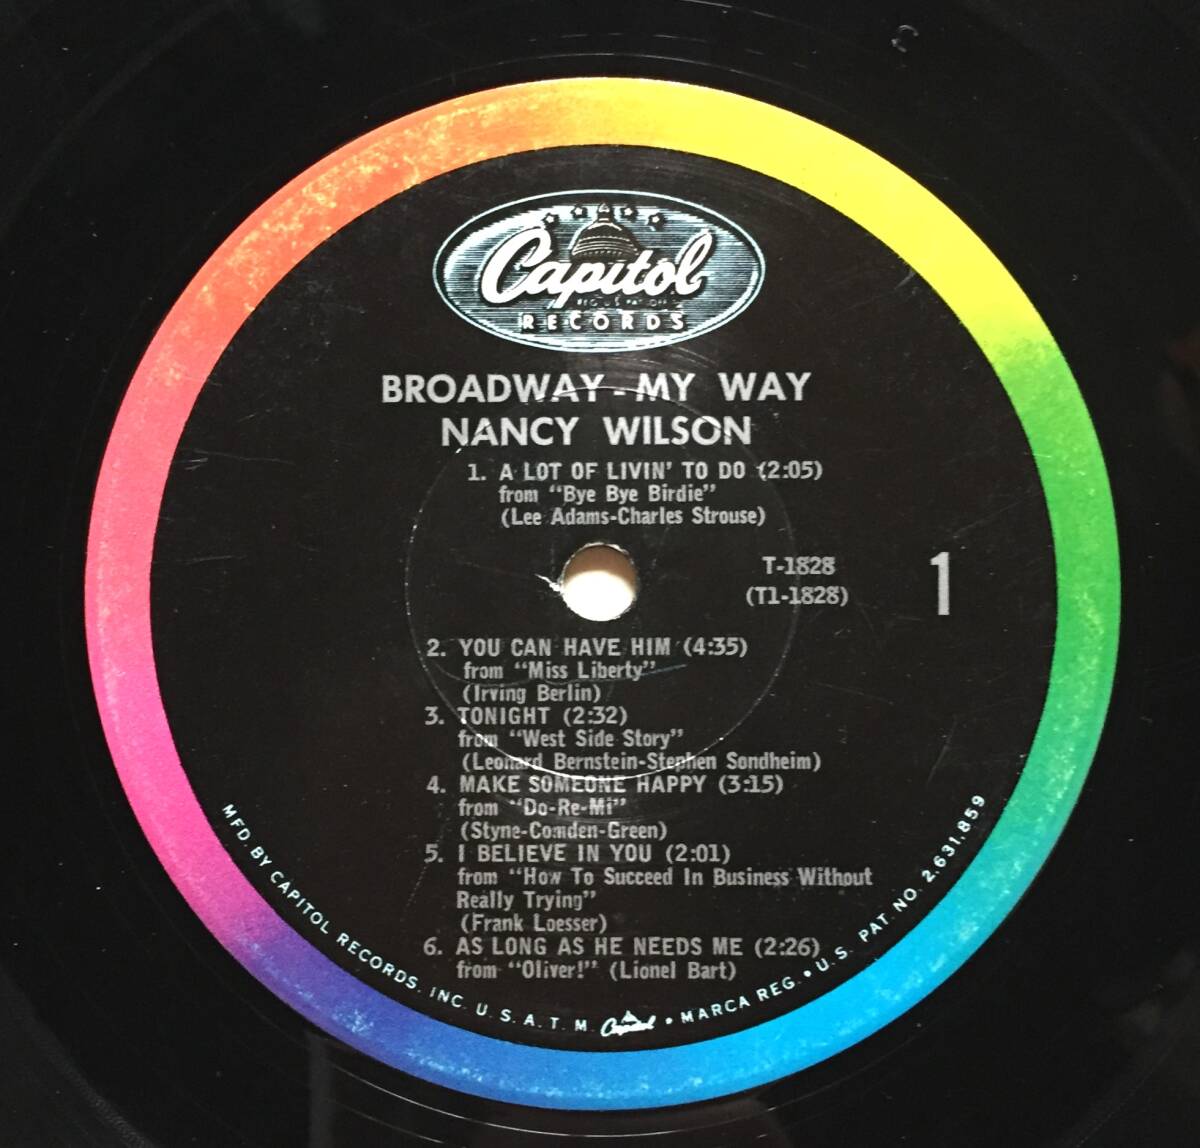 Capitol
REG. U.S. PAT. OFF.
RECORDS
BROADWAY - MY WAY
NANCY WILSON
1. A LOT OF LIVIN' TO DO (2:05)
from "Bye Bye Birdie"
(Lee Adams-Charles Strouse)
T-1828
(T1-1828)
1
2. YOU CAN HAVE HIM (4:35)
from "Miss Liberty"
(Irving Berlin)
3. TONIGHT (2:32)
from "West Side Story"
(Leonard Bernstein-Stephen Sondheim)
4. MAKE SOMEONE HAPPY (3:15)
from "Do-Re-Mi"
(Styne-Comden-Green)
5. I BELIEVE IN YOU (2:01)
from "How To Succeed In Business Without
Really Trying"
(Frank Loesser)
6. AS LONG AS HE NEEDS ME (2:26)
from "Oliver!" (Lionel Bart)
MFD. BY CAPITOL RECORDS, INC. U.S.A. T.M. Capitol • MARCA REG. • U.S. PAT. NO. 2,631,859